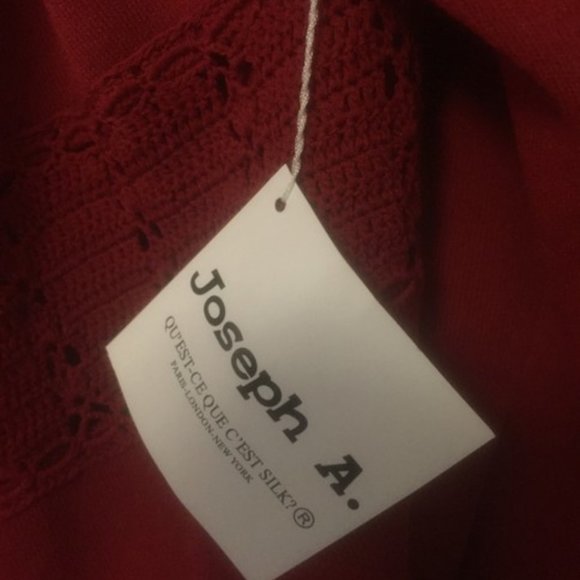 Joseph A.
QU'EST-CE QUE C'EST SILK?®
PARIS-LONDON-NEW YORK